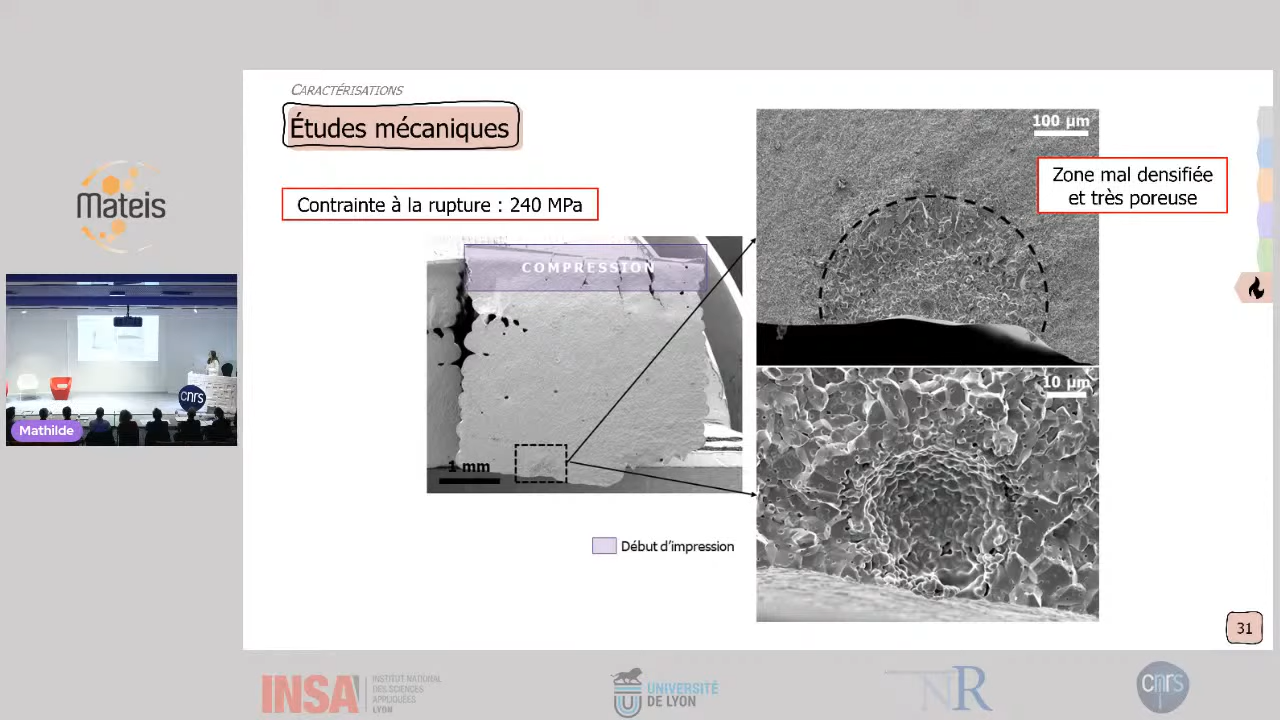 CARACTÉRISATIONS
Études mécaniques
100 µm
Zone mal densifiée
et très poreuse
Contrainte à la rupture : 240 MPa
Mateis
COMPRESSION
10 µm
cnrs
Mathilde
1 mm
Début d'impression
31
INSA
INSTITUT NATIONAL
DES SCIENCES
APPLIQUÉES
LYON
UNIVERSITÉ
DE LYON
NR
cnrs